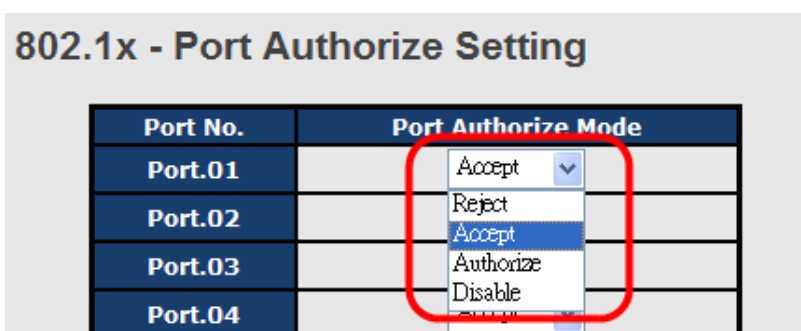 802.1x - Port Authorize Setting
Port No. Port Authorize Mode
Port.01 Accept
Reject
Port.02
Accept
Port.03 Authorize
Disable
Port.04